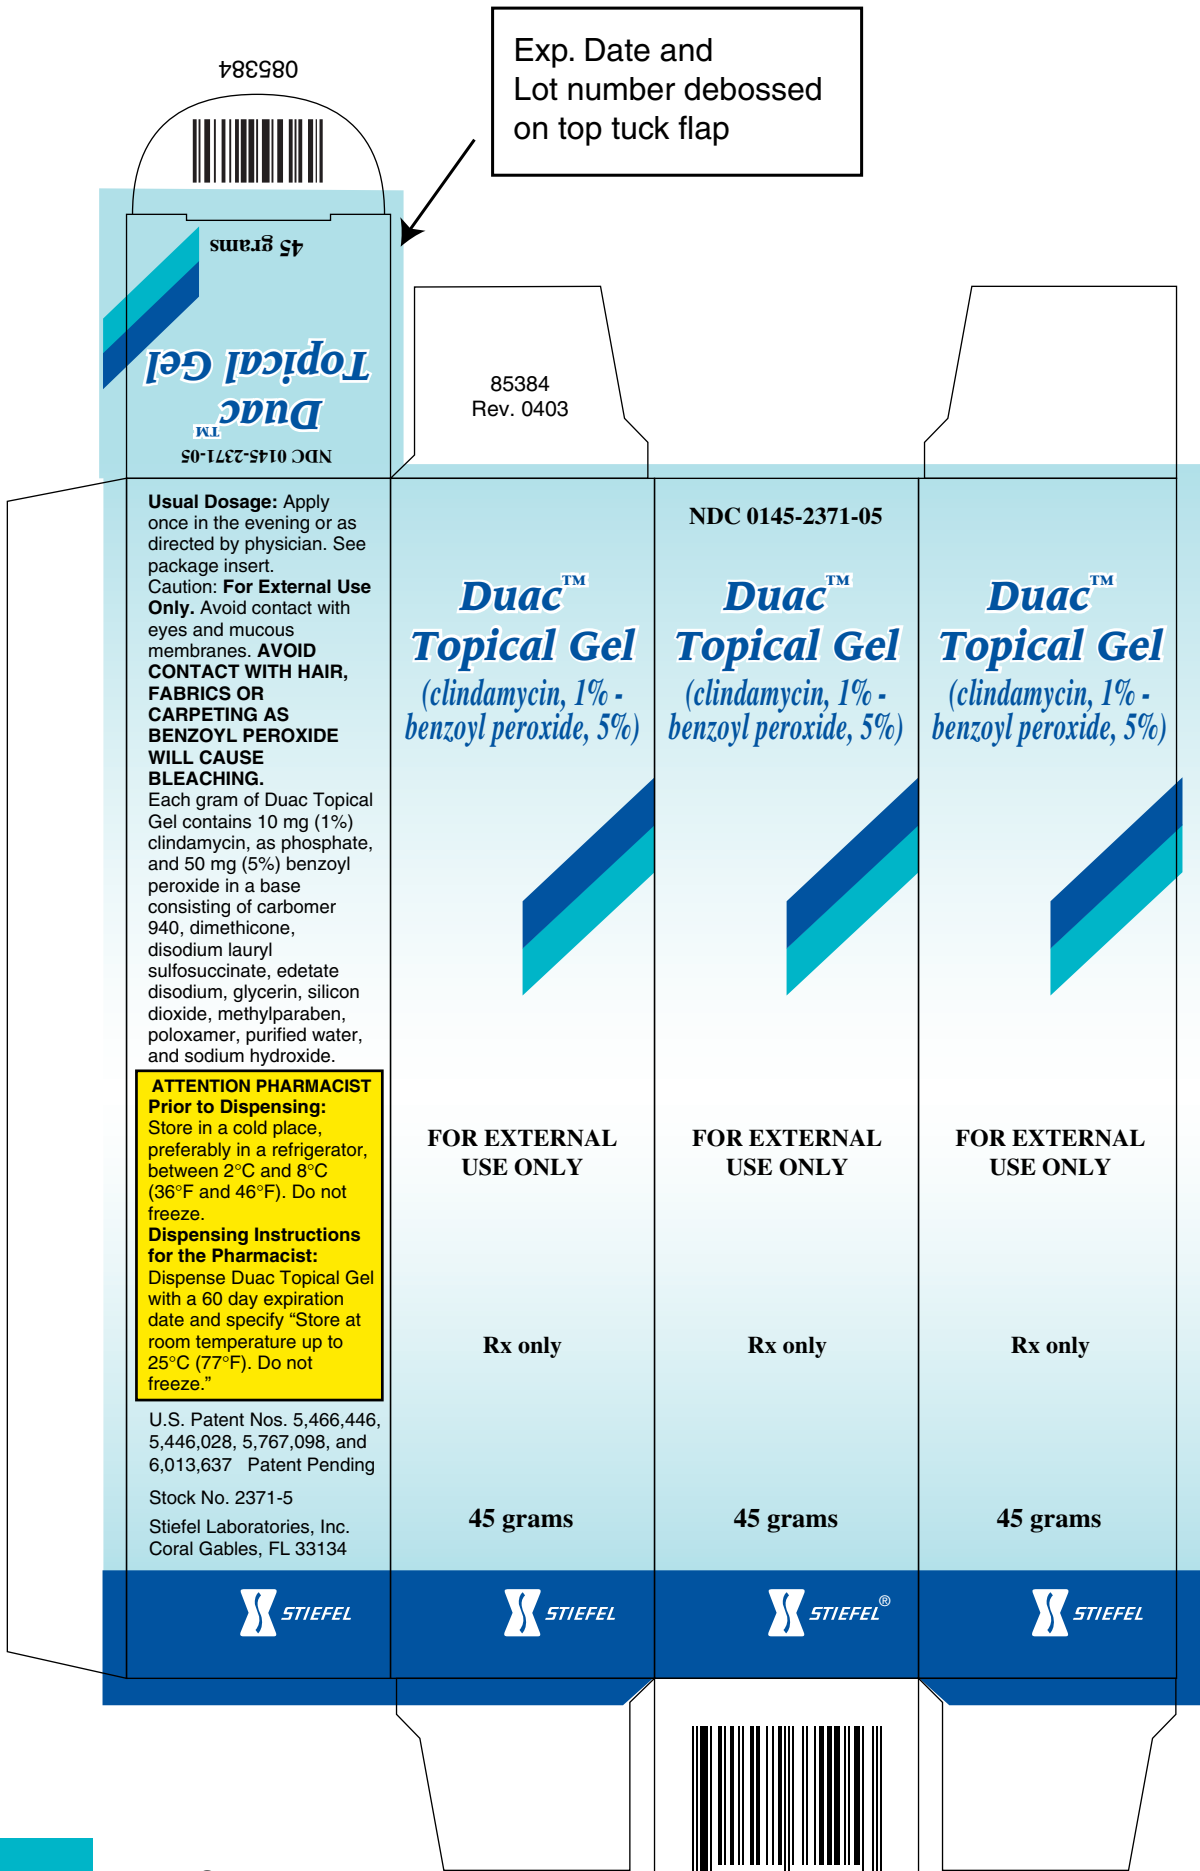 Exp. Date and
Lot number debossed
on top tuck flap
085384
45 grams
Duac™
Topical Gel
NDC 0145-2371-05
85384
Rev. 0403
Usual Dosage: Apply
once in the evening or as
directed by physician. See
package insert.
Caution: For External Use
Only. Avoid contact with
eyes and mucous
membranes. AVOID
CONTACT WITH HAIR,
FABRICS OR
CARPETING AS
BENZOYL PEROXIDE
WILL CAUSE
BLEACHING.
Each gram of Duac Topical
Gel contains 10 mg (1%)
clindamycin, as phosphate,
and 50 mg (5%) benzoyl
peroxide in a base
consisting of carbomer
940, dimethicone,
disodium lauryl
sulfosuccinate, edetate
disodium, glycerin, silicon
dioxide, methylparaben,
poloxamer, purified water,
and sodium hydroxide.
ATTENTION PHARMACIST
Prior to Dispensing:
Store in a cold place,
preferably in a refrigerator,
between 2°C and 8°C
(36°F and 46°F). Do not
freeze.
Dispensing Instructions
for the Pharmacist:
Dispense Duac Topical Gel
with a 60 day expiration
date and specify “Store at
room temperature up to
25°C (77°F). Do not
freeze.”
U.S. Patent Nos. 5,466,446,
5,446,028, 5,767,098, and
6,013,637 Patent Pending
Stock No. 2371-5
Stiefel Laboratories, Inc.
Coral Gables, FL 33134
STIEFEL
Duac™
Topical Gel
(clindamycin, 1% -
benzoyl peroxide, 5%)
FOR EXTERNAL
USE ONLY
Rx only
45 grams
STIEFEL
NDC 0145-2371-05
Duac™
Topical Gel
(clindamycin, 1% -
benzoyl peroxide, 5%)
FOR EXTERNAL
USE ONLY
Rx only
45 grams
STIEFEL®
Duac™
Topical Gel
(clindamycin, 1% -
benzoyl peroxide, 5%)
FOR EXTERNAL
USE ONLY
Rx only
45 grams
STIEFEL